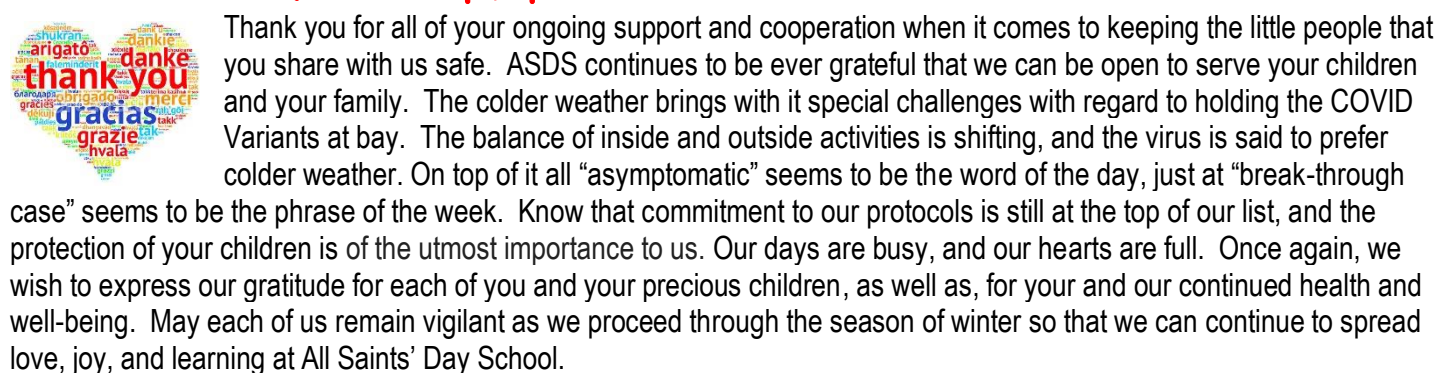 Thank you for all of your ongoing support and cooperation when it comes to keeping the little people that
you share with us safe.  ASDS continues to be ever grateful that we can be open to serve your children
and your family.  The colder weather brings with it special challenges with regard to holding the COVID
Variants at bay.  The balance of inside and outside activities is shifting, and the virus is said to prefer
colder weather. On top of it all “asymptomatic” seems to be the word of the day, just at “break-through
case” seems to be the phrase of the week.  Know that commitment to our protocols is still at the top of our list, and the
protection of your children is of the utmost importance to us. Our days are busy, and our hearts are full.  Once again, we
wish to express our gratitude for each of you and your precious children, as well as, for your and our continued health and
well-being.  May each of us remain vigilant as we proceed through the season of winter so that we can continue to spread
love, joy, and learning at All Saints’ Day School.
shukran
dankie
arigatô
danke
faleminderit
thank you
благодаря
obrigado
merci
gracies
gracias
takk
grazie
tak
hvala